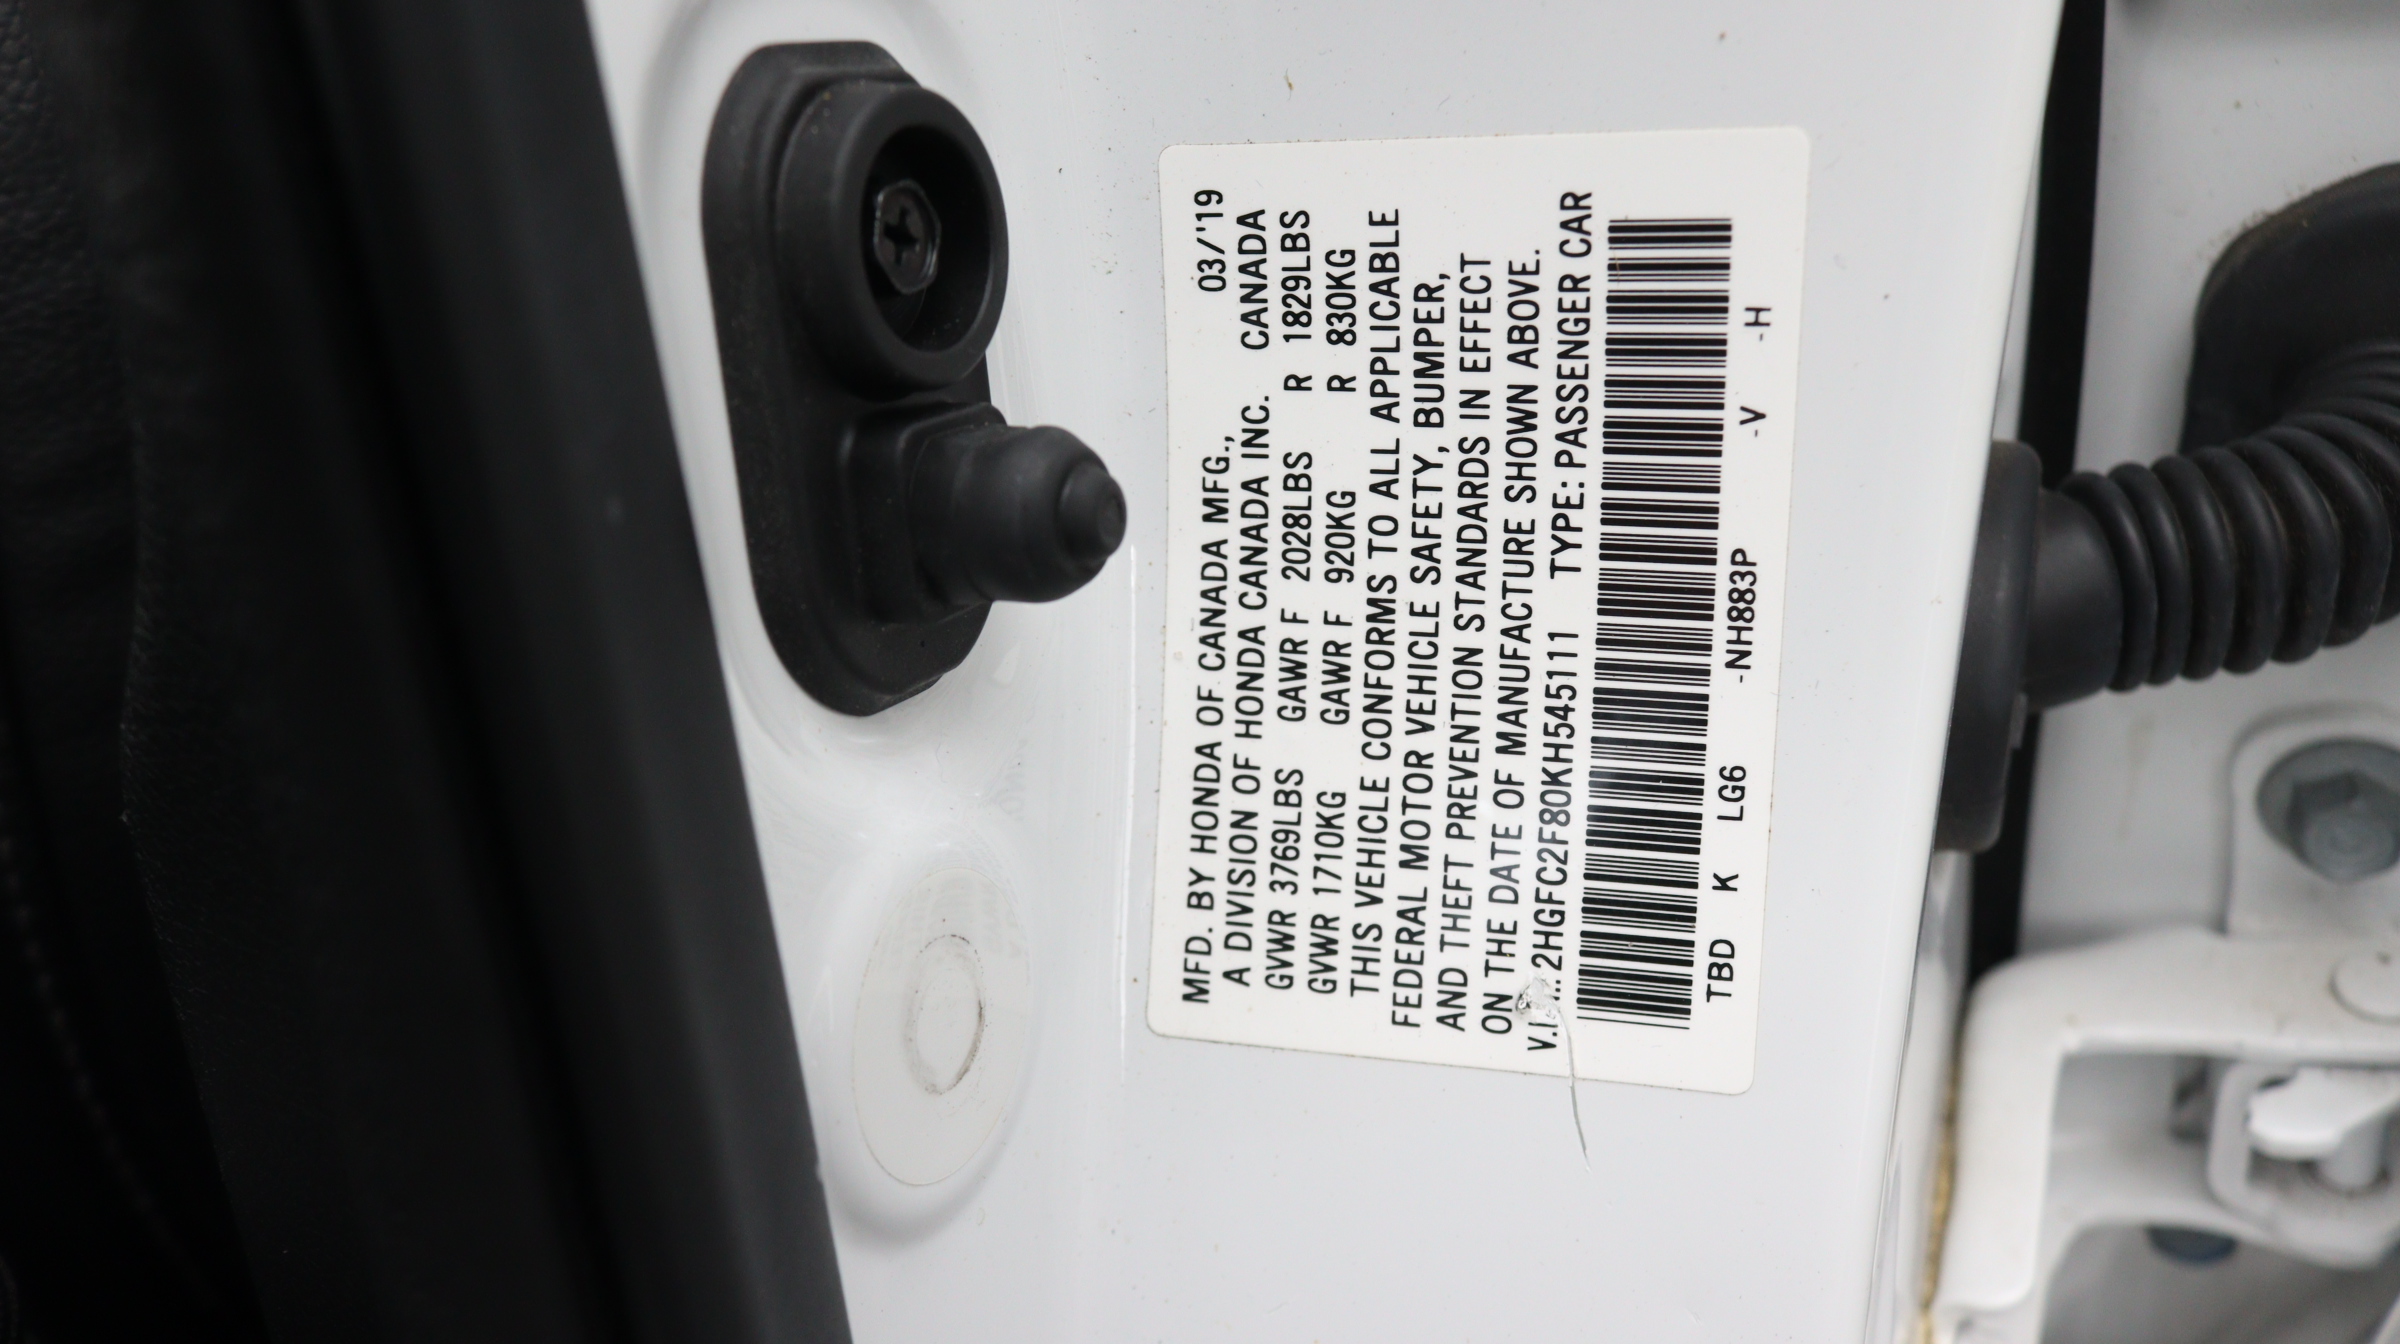 MFD. BY HONDA OF CANADA MFG., 03/'19
A DIVISION OF HONDA CANADA INC. CANADA
GVWR 3769LBS GAWR F 2028LBS R 1829LBS
GVWR 1710KG GAWR F 920KG R 830KG
THIS VEHICLE CONFORMS TO ALL APPLICABLE
FEDERAL MOTOR VEHICLE SAFETY, BUMPER,
AND THEFT PREVENTION STANDARDS IN EFFECT
ON THE DATE OF MANUFACTURE SHOWN ABOVE.
2HGFC2F80KH545111 TYPE: PASSENGER CAR
TBD K LG6 -NH883P -V -H